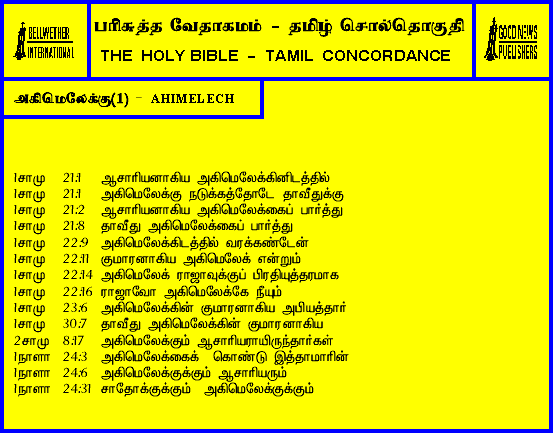 BELLWETHER INTERNATIONAL
பரிசுத்த வேதாகமம் - தமிழ் சொல்தொகுதி
THE HOLY BIBLE - TAMIL CONCORDANCE
GOOD NEWS PUBLISHERS
அகிமெலேக்கு(1) - AHIMELECH
1சாமு 21:1 ஆசாரியனாகிய அகிமெலேக்கினிடத்தில்
1சாமு 21:1 அகிமெலேக்கு நடுக்கத்தோடே தாவீதுக்கு
1சாமு 21:2 ஆசாரியனாகிய அகிமெலேக்கைப் பார்த்து
1சாமு 21:8 தாவீது அகிமெலேக்கைப் பார்த்து
1சாமு 22:9 அகிமெலேக்கிடத்தில் வரக்கண்டேன்
1சாமு 22:11 குமாரனாகிய அகிமெலேக் என்றும்
1சாமு 22:14 அகிமெலேக் ராஜாவுக்குப் பிரதியுத்தரமாக
1சாமு 22:16 ராஜாவோ அகிமெலேக்கே நீயும்
1சாமு 23:6 அகிமெலேக்கின் குமாரனாகிய அபியத்தார்
1சாமு 30:7 தாவீது அகிமெலேக்கின் குமாரனாகிய
2சாமு 8:17 அகிமெலேக்கும் ஆசாரியராயிருந்தார்கள்
1நாளா 24:3 அகிமெலேக்கைக் கொண்டு இத்தாமாரின்
1நாளா 24:6 அகிமெலேக்குக்கும் ஆசாரியரும்
1நாளா 24:31 சாதோக்குக்கும் அகிமெலேக்குக்கும்